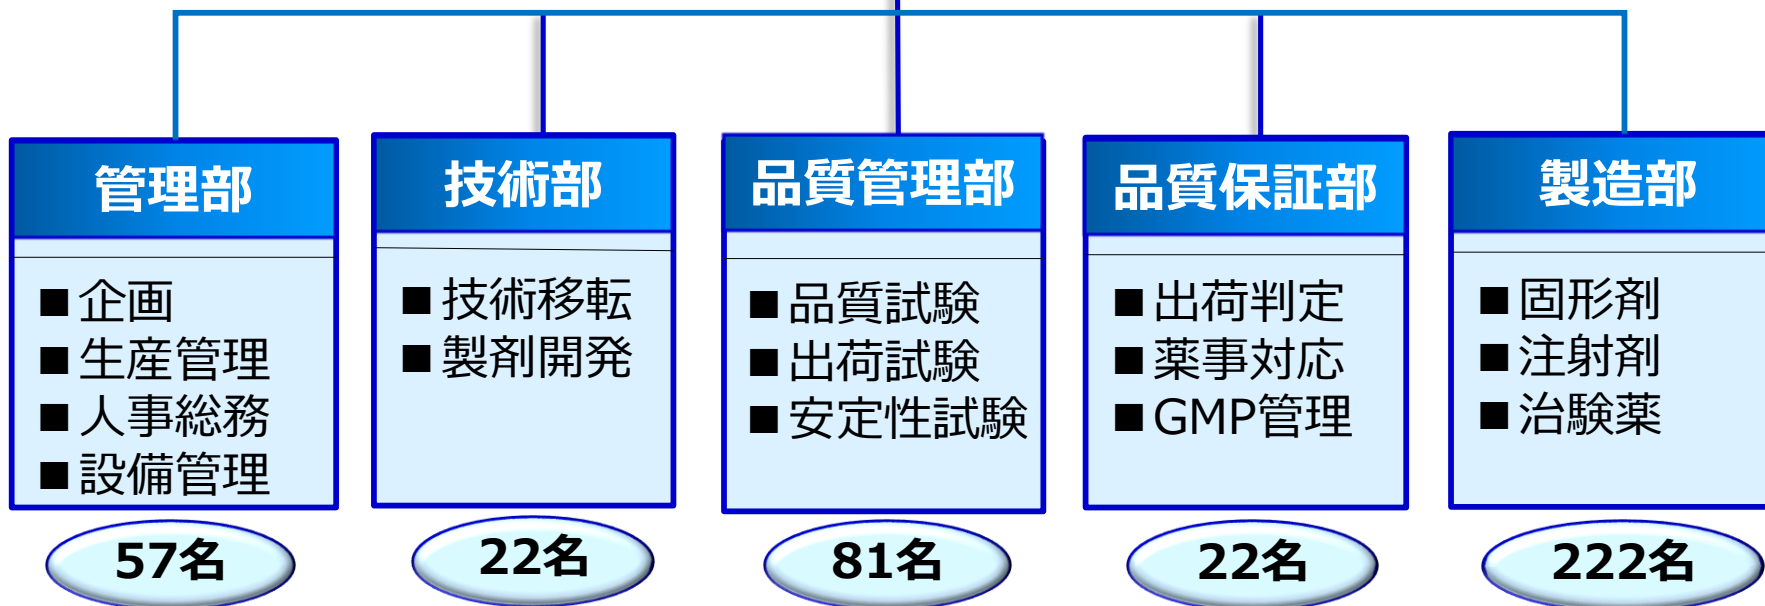 管理部
■企画
■生産管理
■人事総務
■設備管理
57名
技術部
■技術移転
■製剤開発
22名
品質管理部
■品質試験
■出荷試験
■安定性試験
81名
品質保証部
■出荷判定
■薬事対応
■GMP管理
22名
製造部
■固形剤
■注射剤
■治験薬
222名